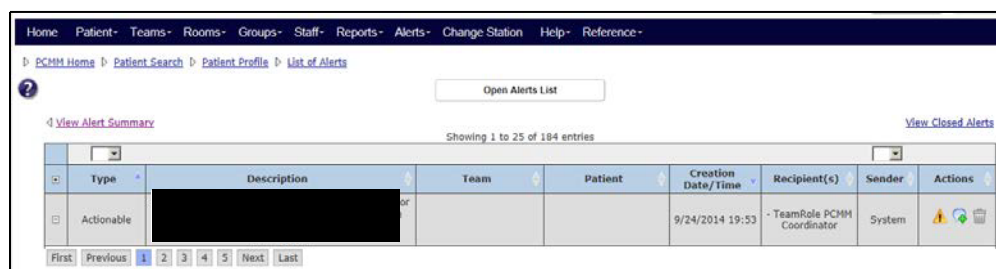 Home Patient- Teams- Rooms- Groups- Staff- Reports- Alerts- Change Station Help- Reference-
PCMM Home Patient Search Patient Profile List of Alerts
?
Open Alerts List
View Alert Summary
View Closed Alerts
Showing 1 to 25 of 184 entries
Type Description Team Patient Creation Date/Time Recipient(s) Sender Actions
Actionable
or
9/24/2014 19:53
- TeamRole PCMM
Coordinator
System
First Previous 1 2 3 4 5 Next Last